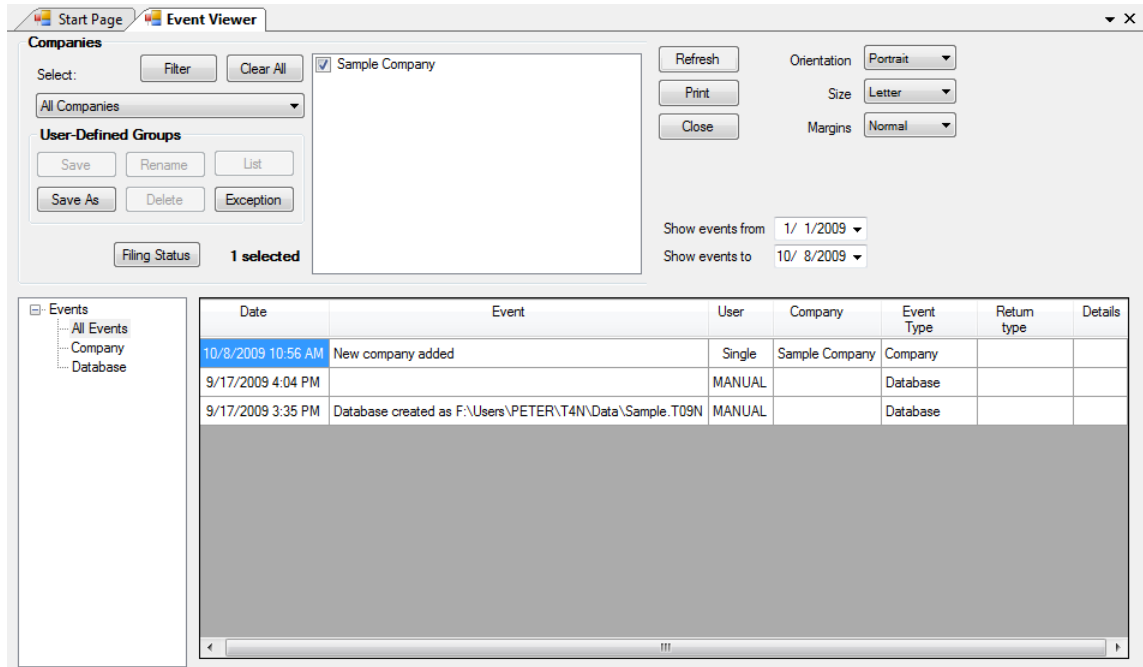 Start Page Event Viewer
Companies
Select: Filter Clear All
All Companies
User-Defined Groups
Save Rename List
Save As Delete Exception
Filing Status 1 selected
Sample Company
Refresh Orientation Portrait
Print Size Letter
Close Margins Normal
Show events from 1/ 1/2009
Show events to 10/ 8/2009
Events
All Events
Company
Database
Date Event User Company Event Type Return type Details
10/8/2009 10:56 AM New company added Single Sample Company Company
9/17/2009 4:04 PM MANUAL Database
9/17/2009 3:35 PM Database created as F:\Users\PETER\T4N\Data\Sample.T09N MANUAL Database